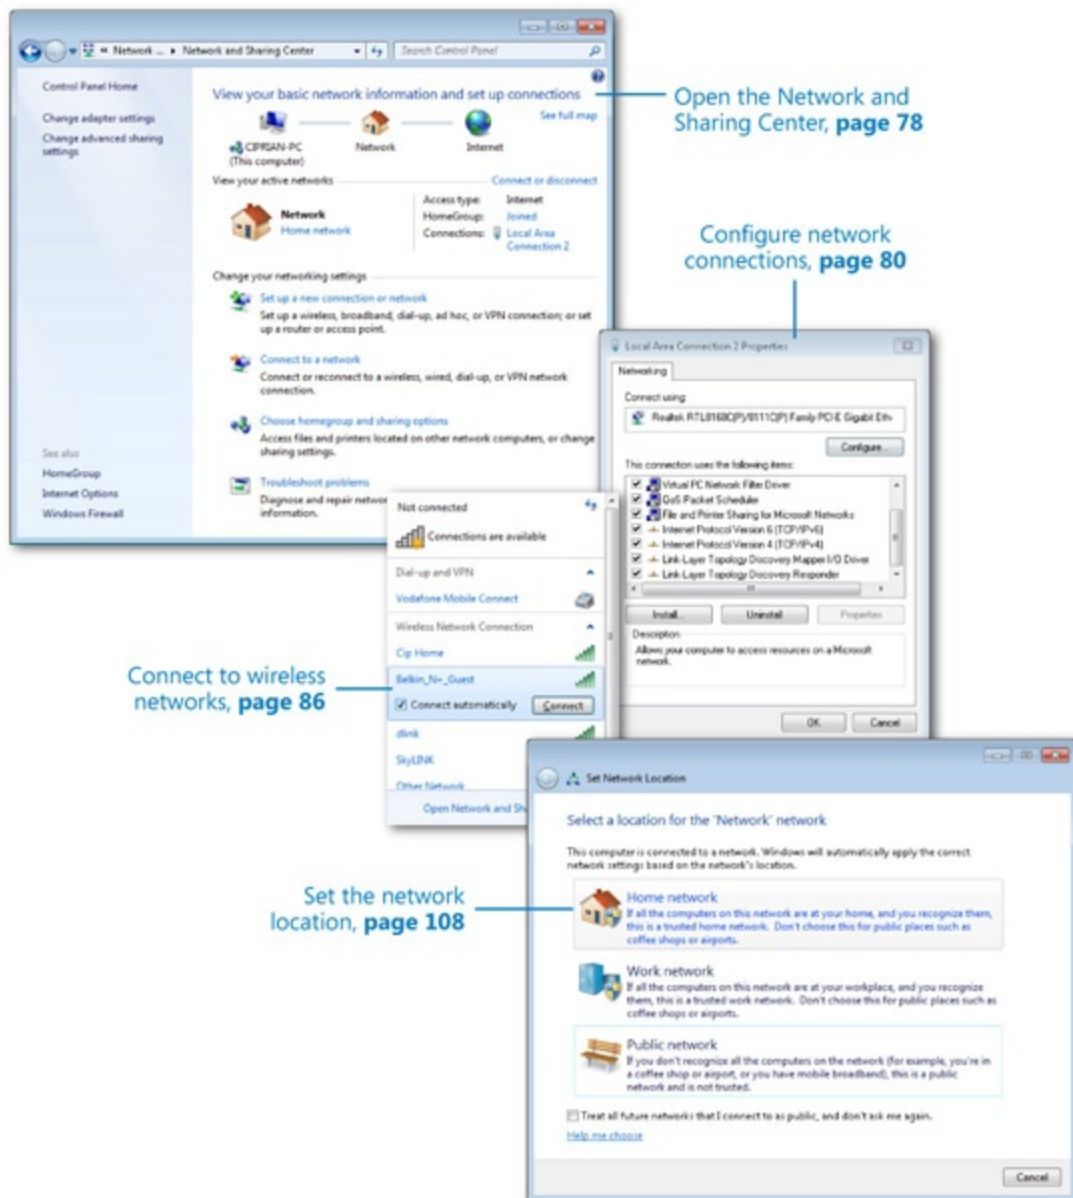 « Network ... ▸ Network and Sharing Center
Search Control Panel
Control Panel Home
Change adapter settings
Change advanced sharing
settings
See also
HomeGroup
Internet Options
Windows Firewall
View your basic network information and set up connections
See full map
CIPRIAN-PC
(This computer)
Network
Internet
View your active networks
Connect or disconnect
Network
Home network
Access type: Internet
HomeGroup: Joined
Connections: Local Area
Connection 2
Change your networking settings
Set up a new connection or network
Set up a wireless, broadband, dial-up, ad hoc, or VPN connection; or set
up a router or access point.
Connect to a network
Connect or reconnect to a wireless, wired, dial-up, or VPN network
connection.
Choose homegroup and sharing options
Access files and printers located on other network computers, or change
sharing settings.
Troubleshoot problems
Diagnose and repair networ
information.
Open the Network and
Sharing Center, page 78
Configure network
connections, page 80
Local Area Connection 2 Properties
Networking
Connect using:
Realtek RTL8168C(P)/8111C(P) Family PCI-E Gigabit Eth
Configure...
This connection uses the following items:
Virtual PC Network Filter Driver
QoS Packet Scheduler
File and Printer Sharing for Microsoft Networks
Internet Protocol Version 6 (TCP/IPv6)
Internet Protocol Version 4 (TCP/IPv4)
Link-Layer Topology Discovery Mapper I/O Driver
Link-Layer Topology Discovery Responder
Install...
Uninstall
Properties
Description
Allows your computer to access resources on a Microsoft
network.
OK
Cancel
Not connected
Connections are available
Dial-up and VPN
Vodafone Mobile Connect
Wireless Network Connection
Cip Home
Belkin_N+_Guest
Connect automatically
Connect
dlink
SkyLINK
Other Network
Open Network and Sh
Connect to wireless
networks, page 86
Set the network
location, page 108
Set Network Location
Select a location for the 'Network' network
This computer is connected to a network. Windows will automatically apply the correct
network settings based on the network's location.
Home network
If all the computers on this network are at your home, and you recognize them,
this is a trusted home network. Don't choose this for public places such as
coffee shops or airports.
Work network
If all the computers on this network are at your workplace, and you recognize
them, this is a trusted work network. Don't choose this for public places such as
coffee shops or airports.
Public network
If you don't recognize all the computers on the network (for example, you're in
a coffee shop or airport, or you have mobile broadband), this is a public
network and is not trusted.
Treat all future networks that I connect to as public, and don't ask me again.
Help me choose
Cancel